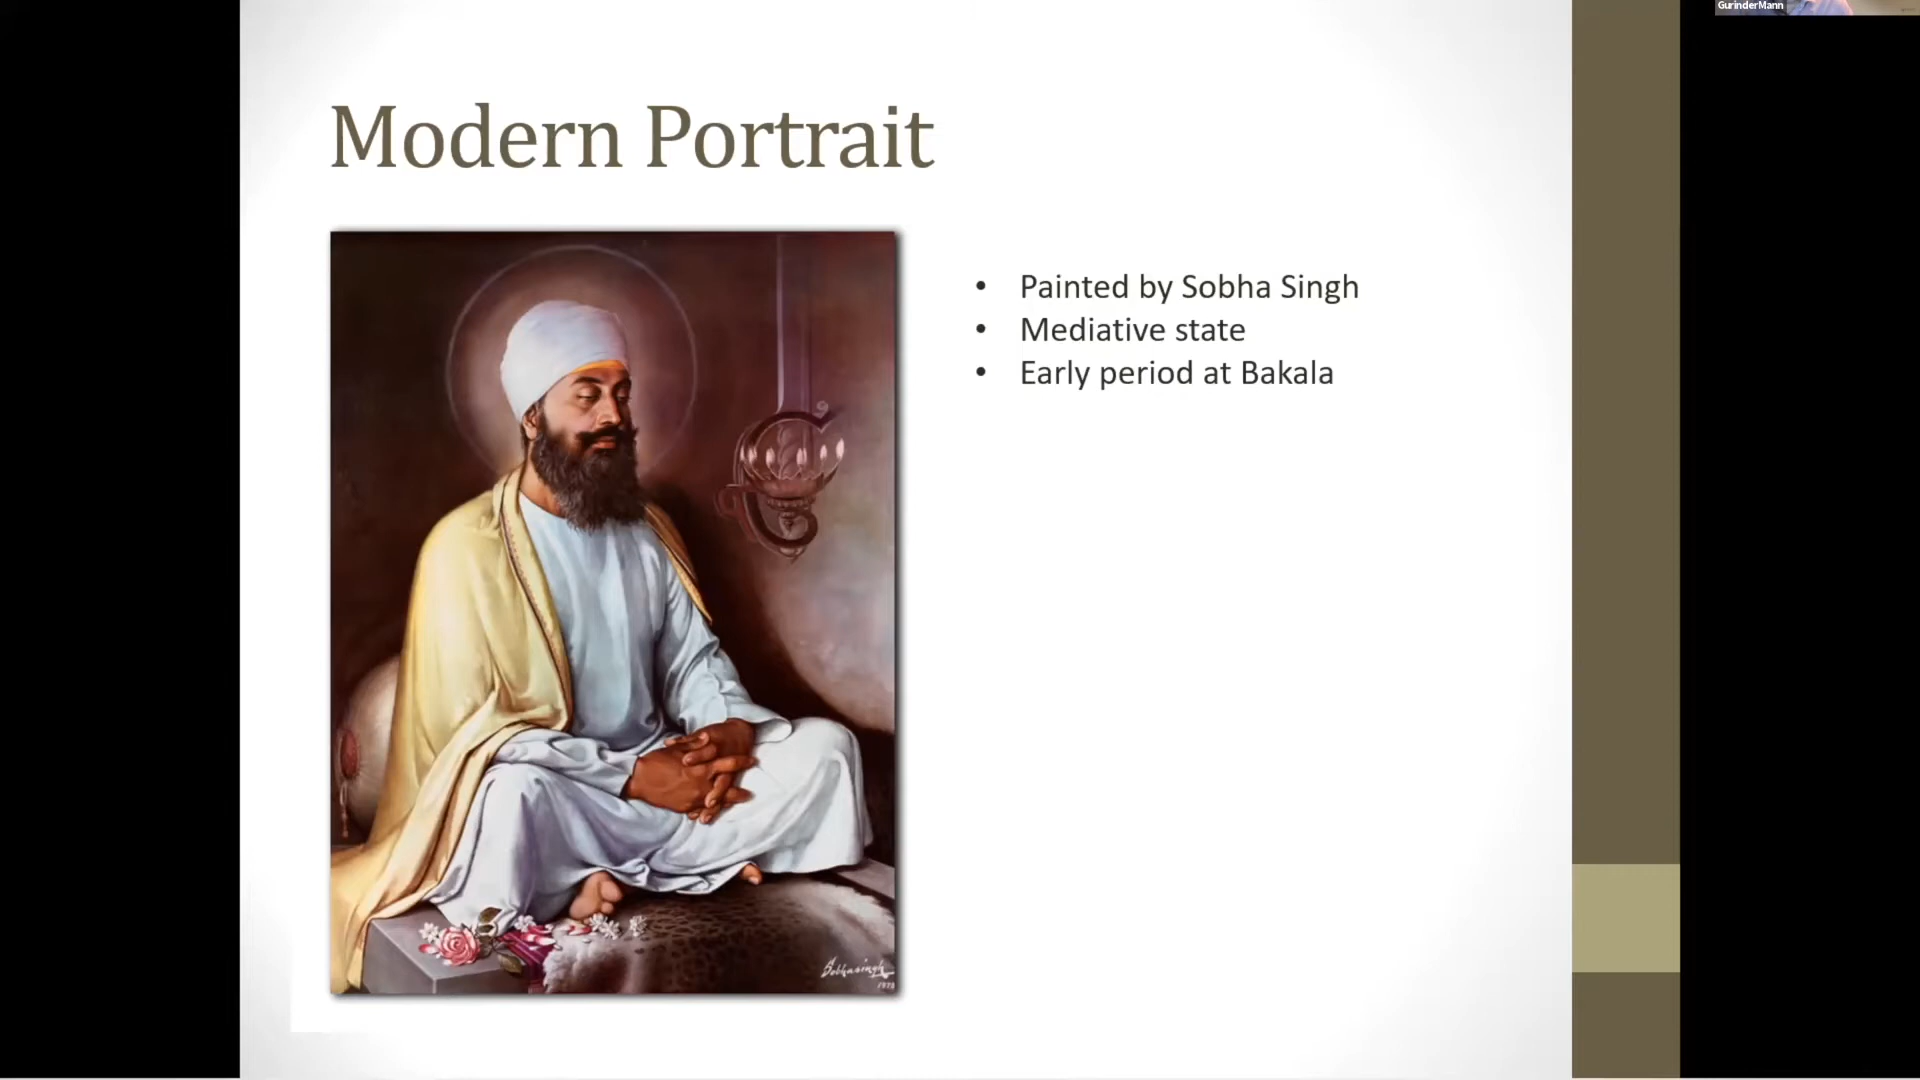 GurinderMann
Modern Portrait
• Painted by Sobha Singh
• Mediative state
• Early period at Bakala
Sobhasingh